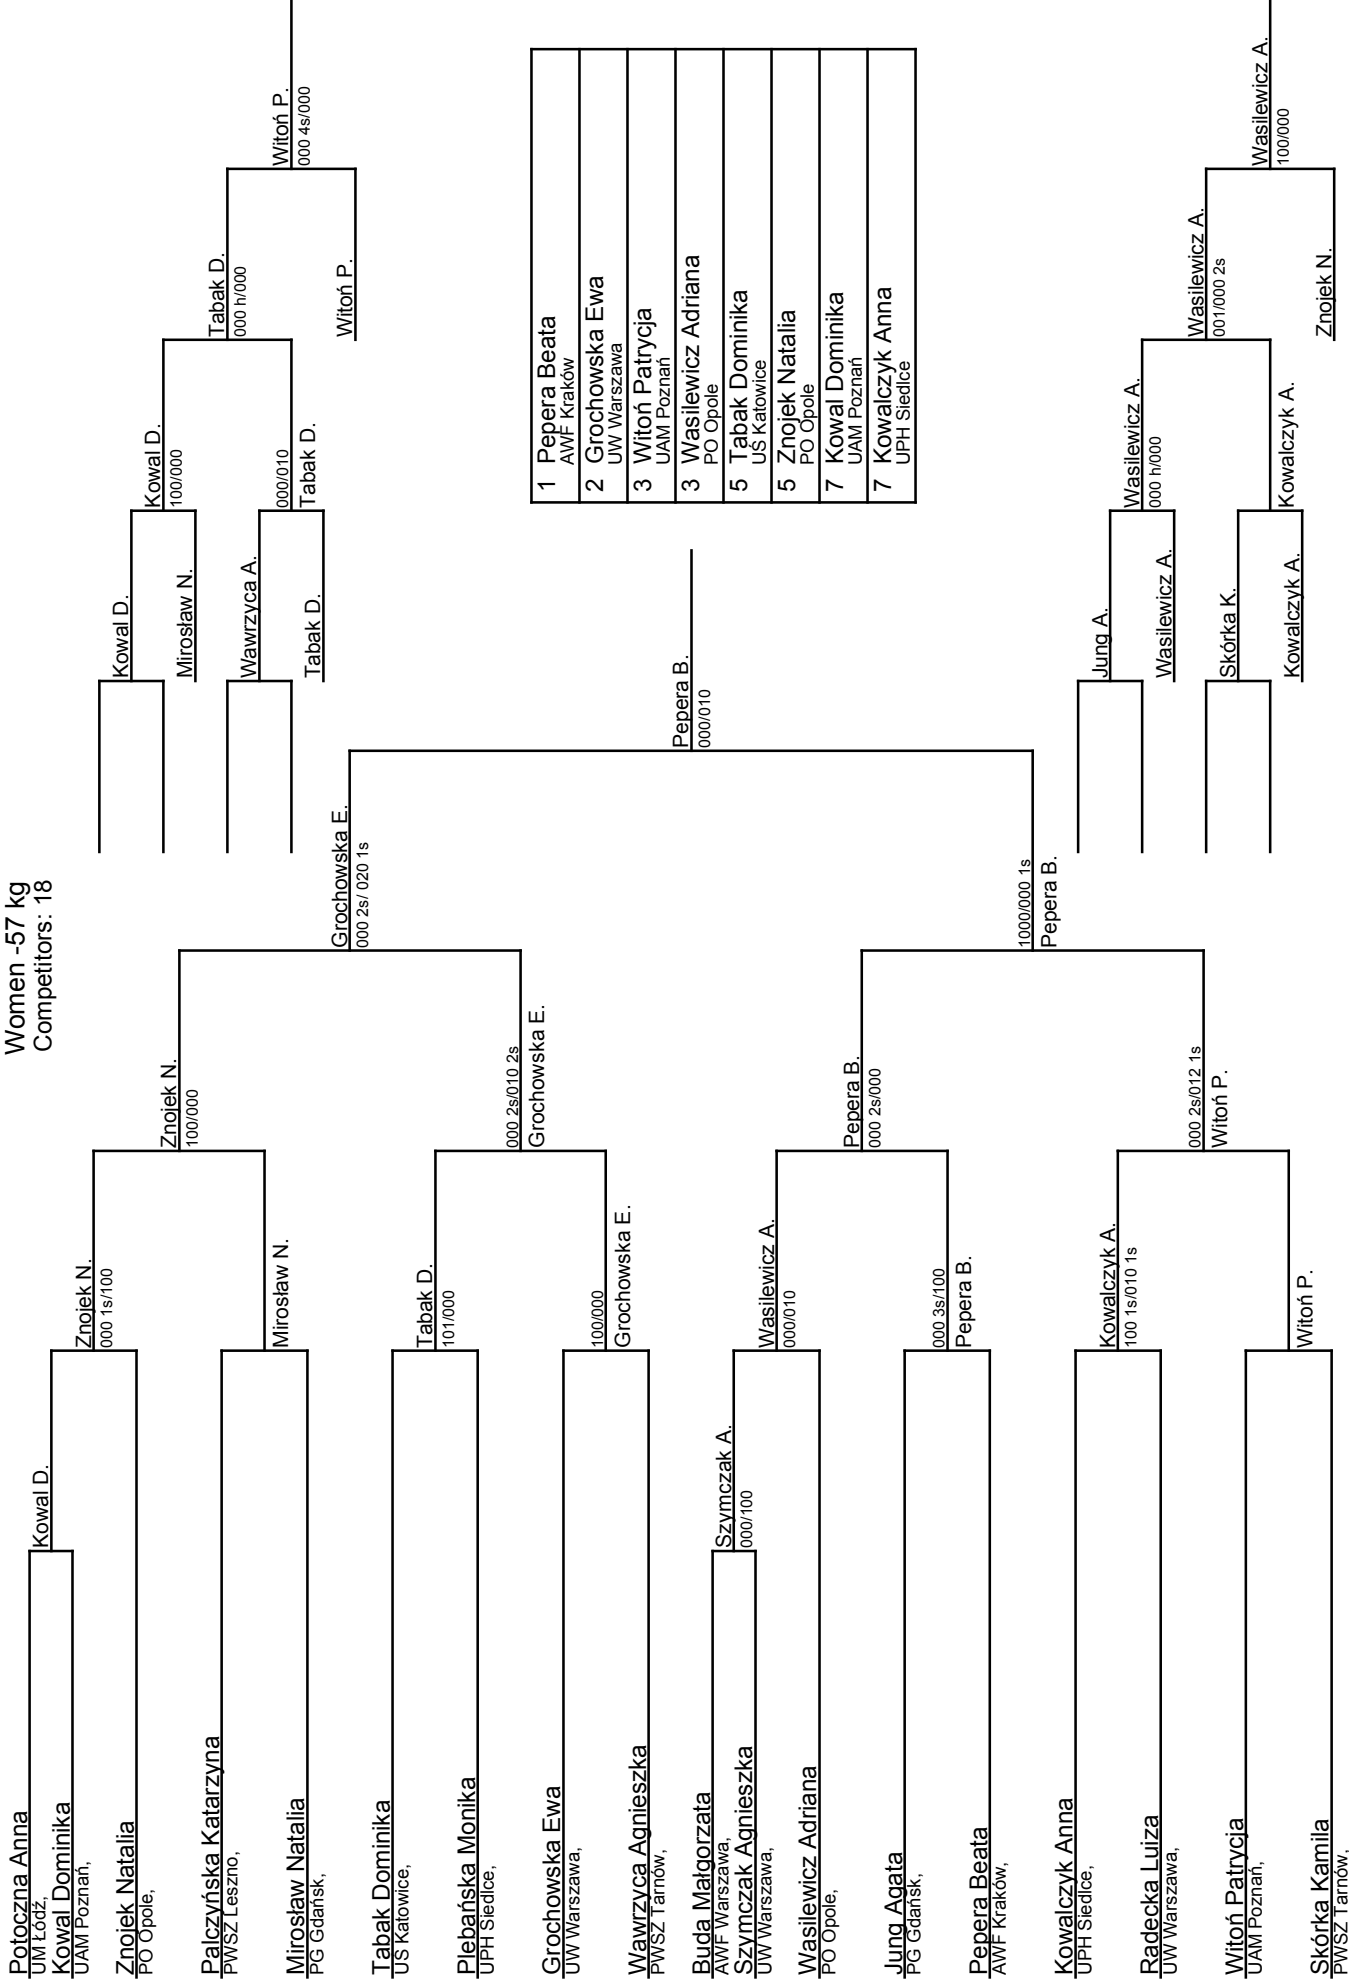 Women -57 kg
Competitors: 18
Potoczna Anna
UM Łódź,
Kowal Dominika
UAM Poznań,
Znojek Natalia
PO Opole,
Palczyńska Katarzyna
PWSZ Leszno,
Mirosław Natalia
PG Gdańsk,
Tabak Dominika
UŚ Katowice,
Plebańska Monika
UPH Siedlce,
Grochowska Ewa
UW Warszawa,
Wawrzyca Agnieszka
PWSZ Tarnów,
Buda Małgorzata
AWF Warszawa,
Szymczak Agnieszka
UW Warszawa,
Wasilewicz Adriana
PO Opole,
Jung Agata
PG Gdańsk,
Pepera Beata
AWF Kraków,
Kowalczyk Anna
UPH Siedlce,
Radecka Luiza
UW Warszawa,
Witoń Patrycja
UAM Poznań,
Skórka Kamila
PWSZ Tarnów,
Kowal D.
Szymczak A.
000/100
Znojek N.
000 1s/100
Mirosław N.
Tabak D.
101/000
100/000
Grochowska E.
Wasilewicz A.
000/010
000 3s/100
Pepera B.
Kowalczyk A.
100 1s/010 1s
Witoń P.
Znojek N.
100/000
000 2s/010 2s
Grochowska E.
Pepera B.
000 2s/000
000 2s/012 1s
Witoń P.
Grochowska E.
000 2s/ 020 1s
1000/000 1s
Pepera B.
Pepera B.
000/010
Kowal D.
Mirosław N.
Wawrzyca A.
Tabak D.
Kowal D.
100/000
000/010
Tabak D.
Tabak D.
000 h/000
Witoń P.
Witoń P.
000 4s/000
1 Pepera Beata
AWF Kraków
2 Grochowska Ewa
UW Warszawa
3 Witoń Patrycja
UAM Poznań
3 Wasilewicz Adriana
PO Opole
5 Tabak Dominika
UŚ Katowice
5 Znojek Natalia
PO Opole
7 Kowal Dominika
UAM Poznań
7 Kowalczyk Anna
UPH Siedlce
Jung A.
Wasilewicz A.
Skórka K.
Kowalczyk A.
Wasilewicz A.
000 h/000
Kowalczyk A.
Wasilewicz A.
001/000 2s
Znojek N.
Wasilewicz A.
100/000